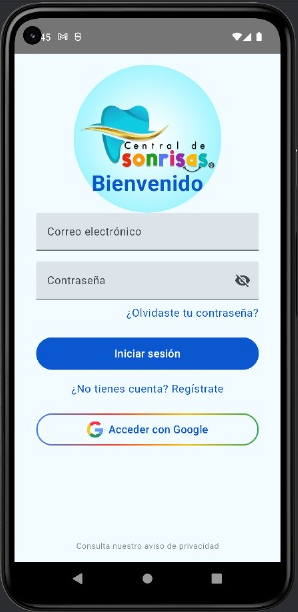 45
Central de
sonrisas®
Bienvenido
Correo electrónico
Contraseña
¿Olvidaste tu contraseña?
Iniciar sesión
¿No tienes cuenta? Regístrate
Acceder con Google
Consulta nuestro aviso de privacidad